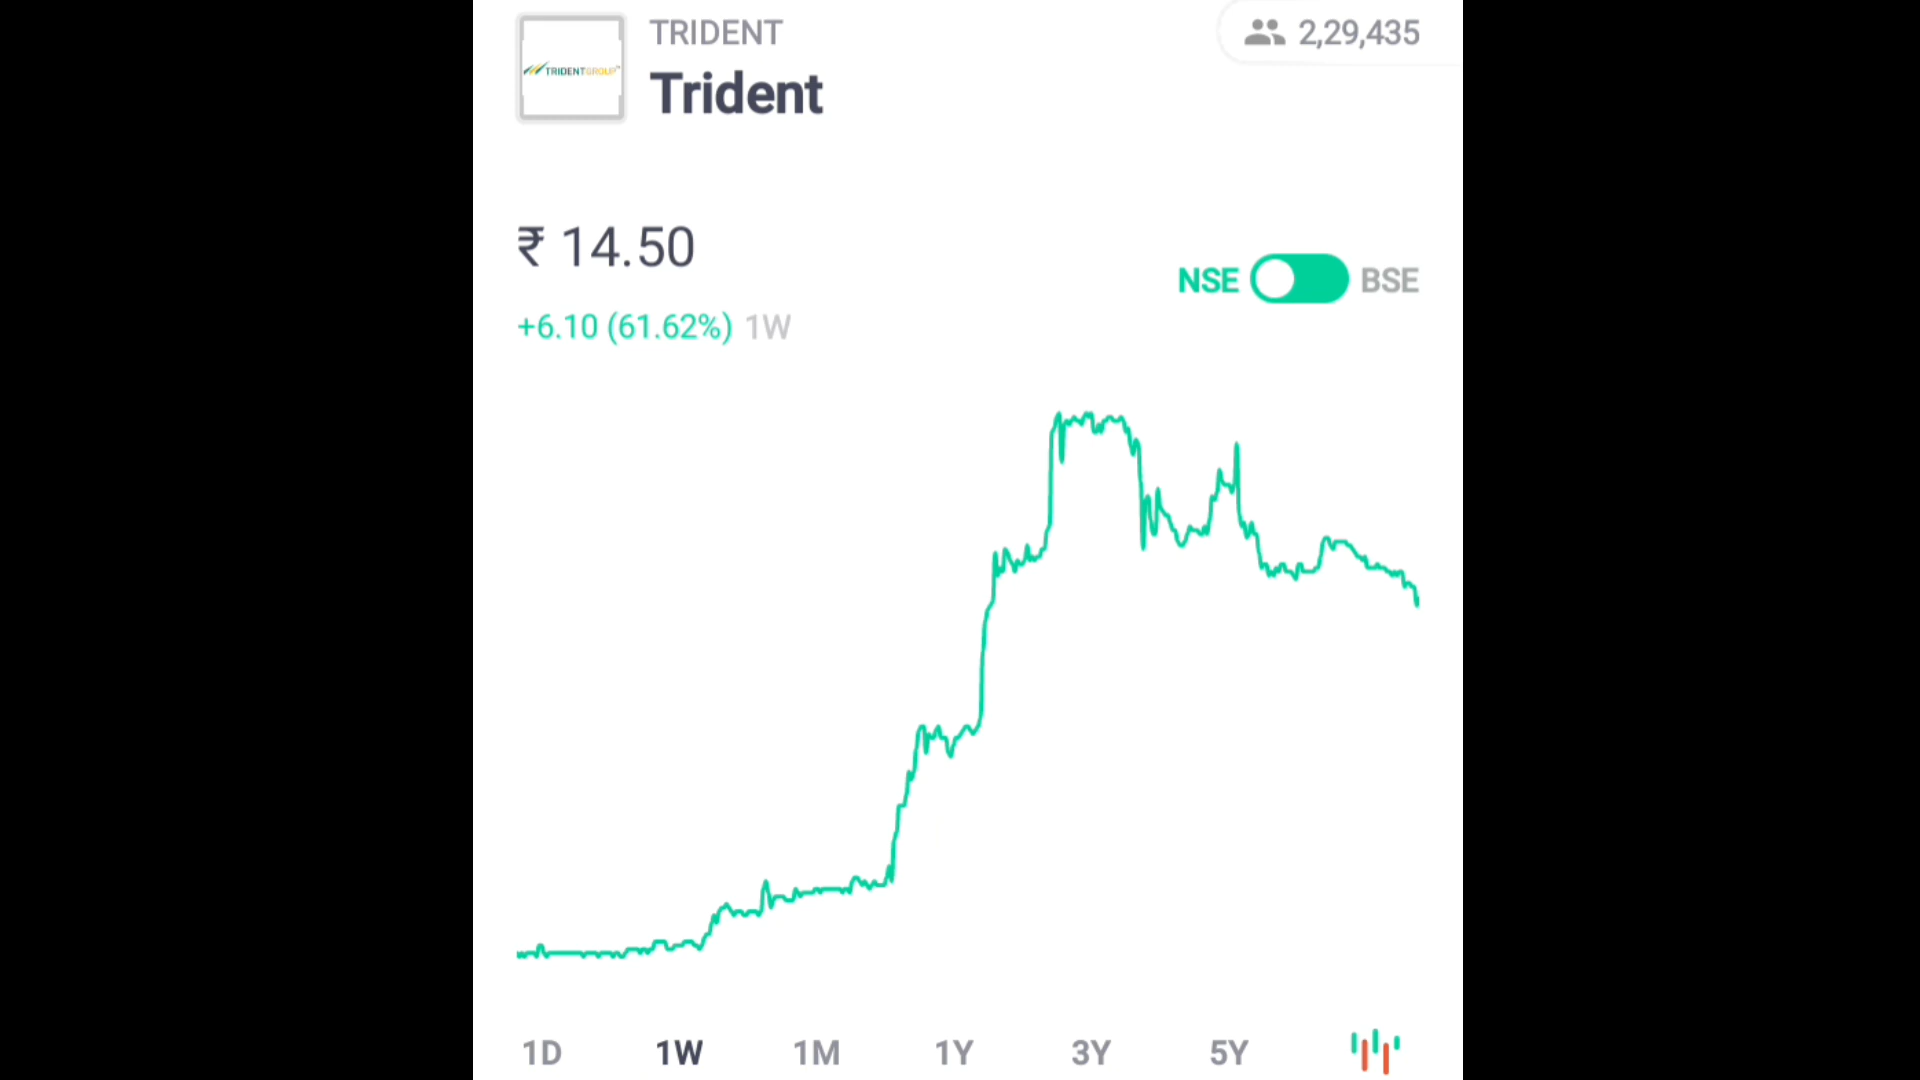 TRIDENT
2,29,435
TRIDENTGROUP
Trident
₹ 14.50
NSE BSE
+6.10 (61.62%) 1W
1D 1W 1M 1Y 3Y 5Y